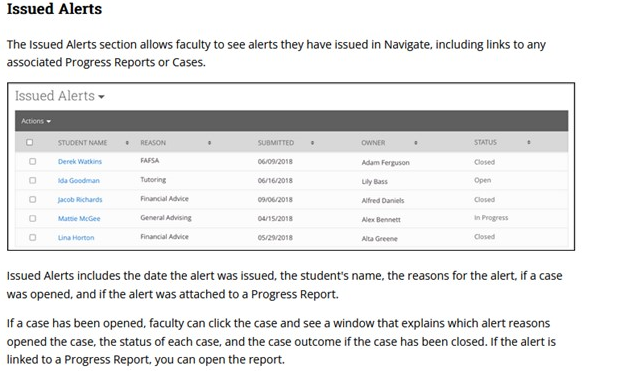 Issued Alerts
The Issued Alerts section allows faculty to see alerts they have issued in Navigate, including links to any
associated Progress Reports or Cases.
Issued Alerts
Actions
STUDENT NAME REASON SUBMITTED OWNER STATUS
Derek Watkins FAFSA 06/09/2018 Adam Ferguson Closed
Ida Goodman Tutoring 06/16/2018 Lily Bass Open
Jacob Richards Financial Advice 09/06/2018 Alfred Daniels Closed
Mattie McGee General Advising 04/15/2018 Alex Bennett In Progress
Lina Horton Financial Advice 05/29/2018 Alta Greene Closed
Issued Alerts includes the date the alert was issued, the student's name, the reasons for the alert, if a case
was opened, and if the alert was attached to a Progress Report.
If a case has been opened, faculty can click the case and see a window that explains which alert reasons
opened the case, the status of each case, and the case outcome if the case has been closed. If the alert is
linked to a Progress Report, you can open the report.